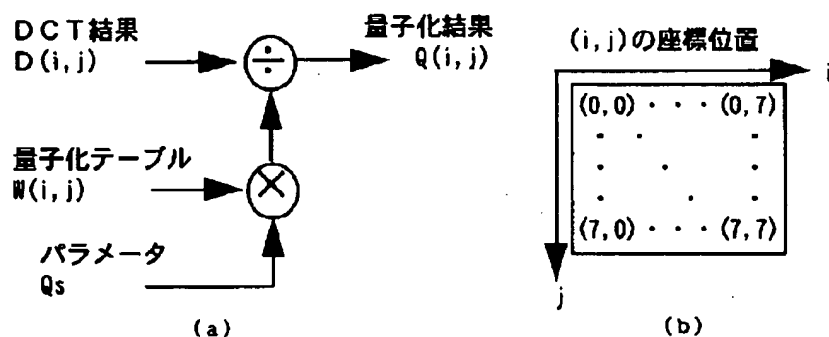 DCT結果
D(i,j)
量子化結果
Q(i,j)
÷
量子化テーブル
W(i,j)
×
パラメータ
Qs
(a)
(i,j)の座標位置
i
(0,0)・・・(0,7)
・ ・ ・
・ ・ ・
・ ・ ・
(7,0)・・・(7,7)
j
(b)